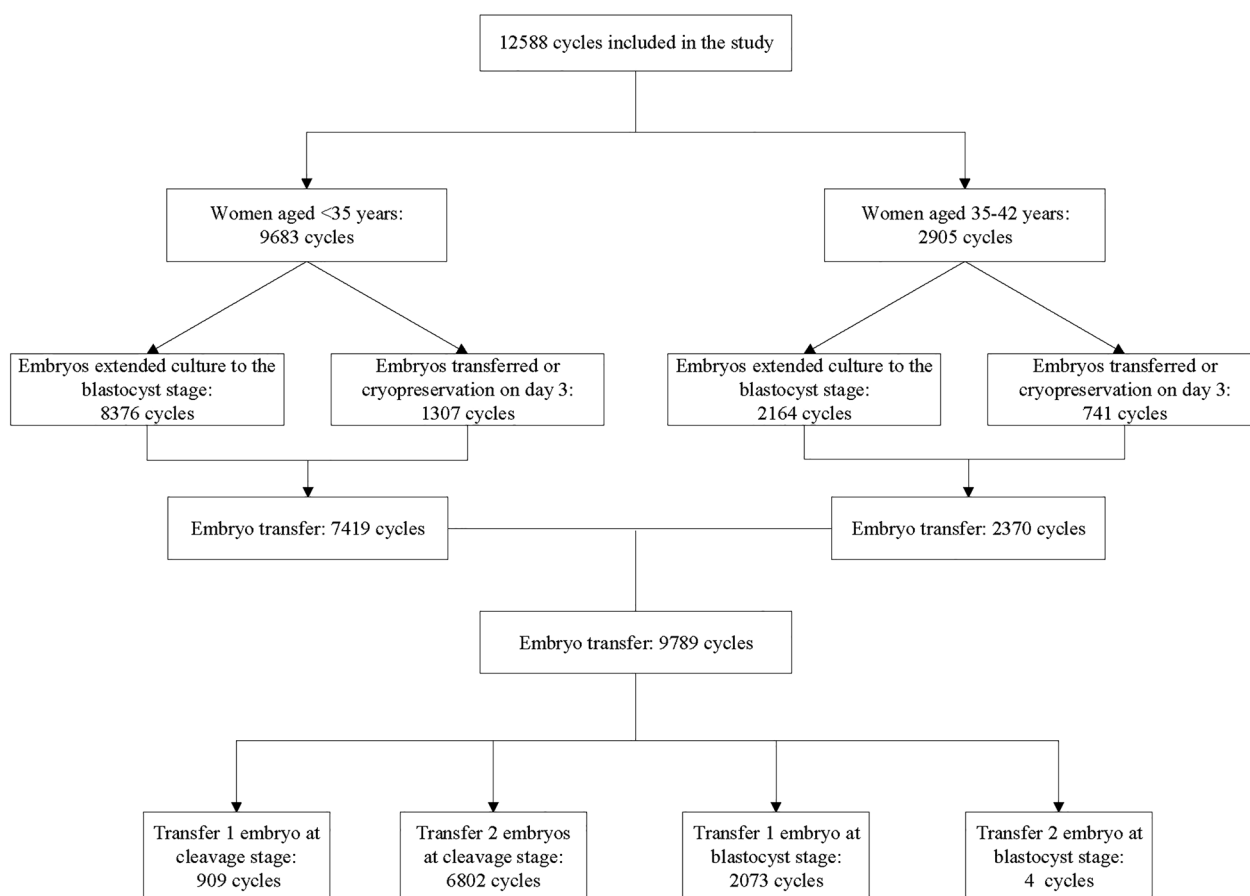 12588 cycles included in the study
Women aged <35 years:
9683 cycles
Women aged 35-42 years:
2905 cycles
Embryos extended culture to the
blastocyst stage:
8376 cycles
Embryos transferred or
cryopreservation on day 3:
1307 cycles
Embryos extended culture to the
blastocyst stage:
2164 cycles
Embryos transferred or
cryopreservation on day 3:
741 cycles
Embryo transfer: 7419 cycles
Embryo transfer: 2370 cycles
Embryo transfer: 9789 cycles
Transfer 1 embryo at
cleavage stage:
909 cycles
Transfer 2 embryos
at cleavage stage:
6802 cycles
Transfer 1 embryo at
blastocyst stage:
2073 cycles
Transfer 2 embryo at
blastocyst stage:
4 cycles